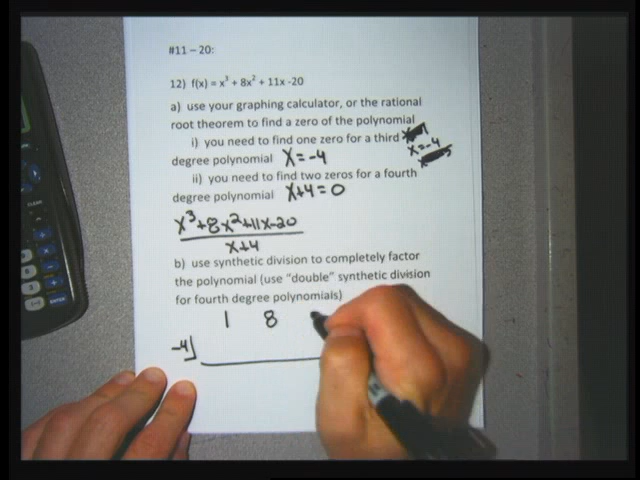 #11 – 20:
12) f(x) = x³ + 8x² + 11x -20
a) use your graphing calculator, or the rational
root theorem to find a zero of the polynomial
i) you need to find one zero for a third
x=-4
degree polynomial x=-4
ii) you need to find two zeros for a fourth
degree polynomial x+4=0
x³+8x²+11x-20
x+4
b) use synthetic division to completely factor
the polynomial (use "double" synthetic division
for fourth degree polynomials)
1 8
-4
CLEAR
ENTER